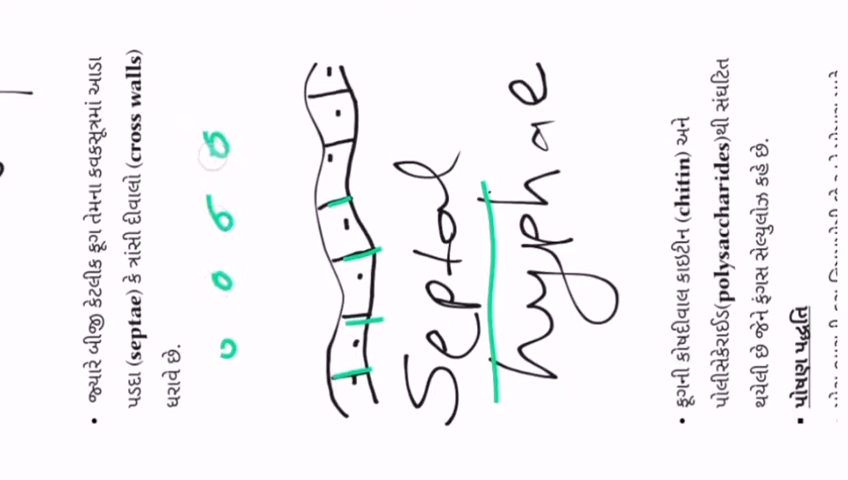 • જ્યારે બીજી કેટલીક ફૂગ તેમના કવકસૂત્રમાં આડા
પડદા (septae) કે ત્રાંસી દીવાલો (cross walls)
ધરાવે છે.
Septal
hyphae
• ફૂગની કોષદીવાલ કાઇટીન (chitin) અને
પોલીસેકેરાઈડ(polysaccharides)થી સંઘટિત
થયેલી છે જેને ફંગસ સેલ્યુલોઝ કહે છે.
▪ પોષણ પદ્ધતિ